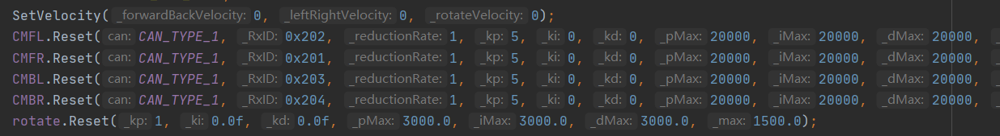 SetVelocity( _forwardBackVelocity: 0, _leftRightVelocity: 0, _rotateVelocity: 0);
CMFL.Reset( can: CAN_TYPE_1, _RxID: 0x202, _reductionRate: 1, _kp: 5, _ki: 0, _kd: 0, _pMax: 20000, _iMax: 20000, _dMax: 20000,
CMFR.Reset( can: CAN_TYPE_1, _RxID: 0x201, _reductionRate: 1, _kp: 5, _ki: 0, _kd: 0, _pMax: 20000, _iMax: 20000, _dMax: 20000,
CMBL.Reset( can: CAN_TYPE_1, _RxID: 0x203, _reductionRate: 1, _kp: 5, _ki: 0, _kd: 0, _pMax: 20000, _iMax: 20000, _dMax: 20000,
CMBR.Reset( can: CAN_TYPE_1, _RxID: 0x204, _reductionRate: 1, _kp: 5, _ki: 0, _kd: 0, _pMax: 20000, _iMax: 20000, _dMax: 20000,
rotate.Reset( _kp: 1, _ki: 0.0f, _kd: 0.0f, _pMax: 3000.0, _iMax: 3000.0, _dMax: 3000.0, _max: 1500.0);